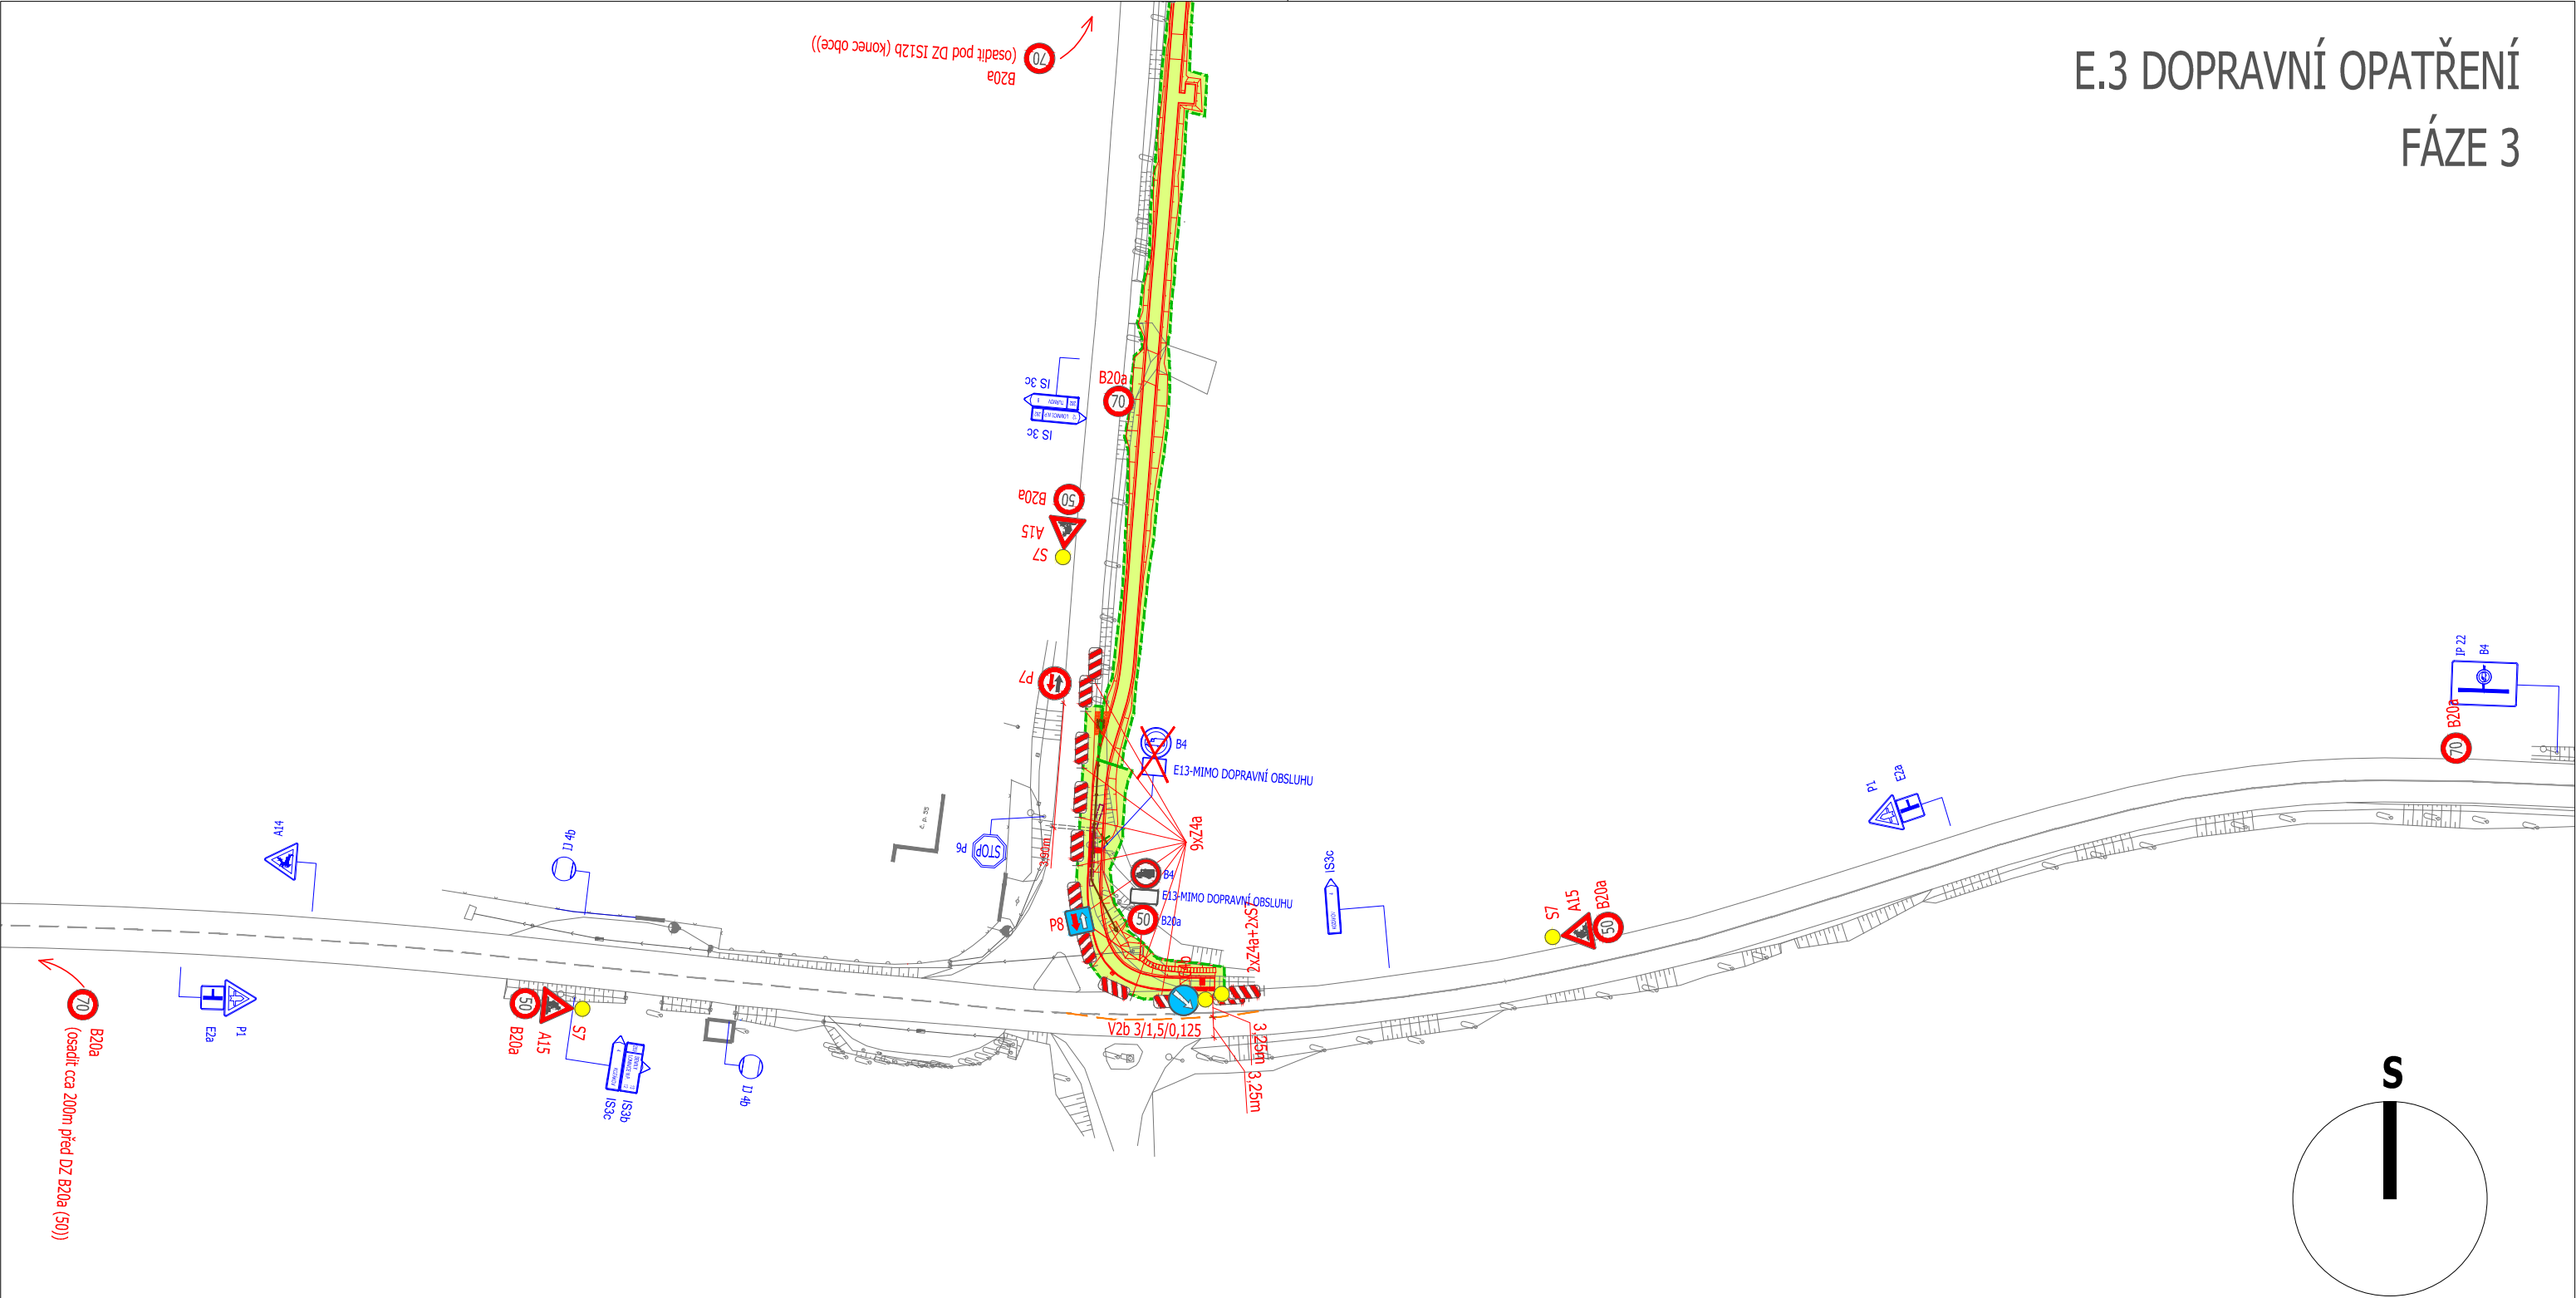 E.3 DOPRAVNÍ OPATŘENÍ
FÁZE 3
B20a
(osadit pod DZ IS12b (konec obce))
70
IS 3c
IS 3c
B20a
70
B20a
50
A15
S7
P7
B4
E13-MIMO DOPRAVNÍ OBSLUHU
9xZ4a
č.p. 55
STOP
P6
3,90m
B4
E13-MIMO DOPRAVNÍ OBSLUHU
50
B20a
P8
2xZ4a+2xS7
V2b 3/1,5/0,125
3,25m
3,25m
A14
IJ 4b
70
B20a
(osadit cca 200m před DZ B20a (50))
E2a
P1
50
B20a
A15
S7
IS3c
IS3b
IJ 4b
IS3c
S7
A15
B20a
50
P1
E2a
IP 22
B4
B20a
70
S